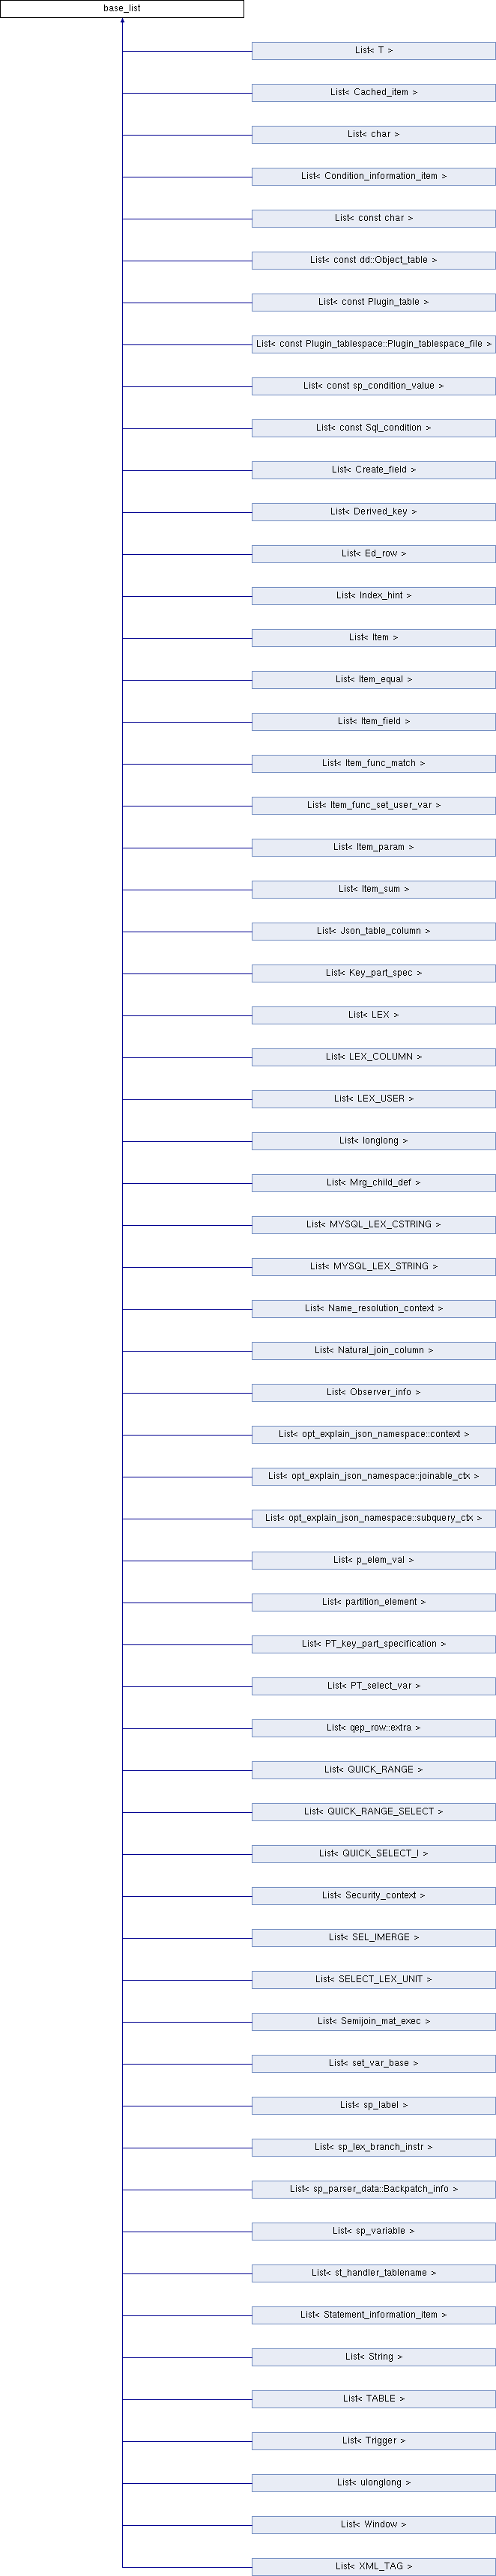 base_list
List< T >
List< Cached_item >
List< char >
List< Condition_information_item >
List< const char >
List< const dd::Object_table >
List< const Plugin_table >
List< const Plugin_tablespace::Plugin_tablespace_file >
List< const sp_condition_value >
List< const Sql_condition >
List< Create_field >
List< Derived_key >
List< Ed_row >
List< Index_hint >
List< Item >
List< Item_equal >
List< Item_field >
List< Item_func_match >
List< Item_func_set_user_var >
List< Item_param >
List< Item_sum >
List< Json_table_column >
List< Key_part_spec >
List< LEX >
List< LEX_COLUMN >
List< LEX_USER >
List< longlong >
List< Mrg_child_def >
List< MYSQL_LEX_CSTRING >
List< MYSQL_LEX_STRING >
List< Name_resolution_context >
List< Natural_join_column >
List< Observer_info >
List< opt_explain_json_namespace::context >
List< opt_explain_json_namespace::joinable_ctx >
List< opt_explain_json_namespace::subquery_ctx >
List< p_elem_val >
List< partition_element >
List< PT_key_part_specification >
List< PT_select_var >
List< qep_row::extra >
List< QUICK_RANGE >
List< QUICK_RANGE_SELECT >
List< QUICK_SELECT_I >
List< Security_context >
List< SEL_IMERGE >
List< SELECT_LEX_UNIT >
List< Semijoin_mat_exec >
List< set_var_base >
List< sp_label >
List< sp_lex_branch_instr >
List< sp_parser_data::Backpatch_info >
List< sp_variable >
List< st_handler_tablename >
List< Statement_information_item >
List< String >
List< TABLE >
List< Trigger >
List< ulonglong >
List< Window >
List< XML_TAG >